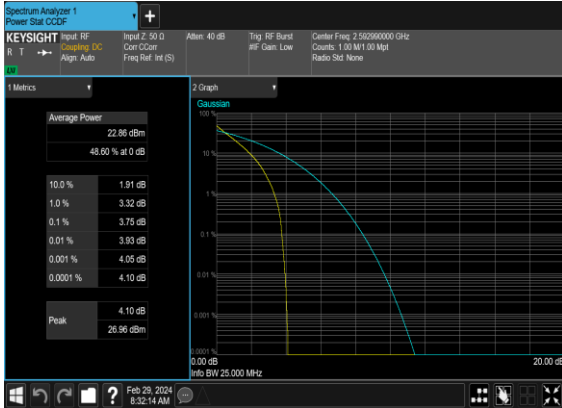 Spectrum Analyzer 1
Power Stat CCDF
+
KEYSIGHT
R T
LXI
Input: RF
Coupling: DC
Align: Auto
Input Z: 50 Ω
Corr CCorr
Freq Ref: Int (S)
Atten: 40 dB
Trig: RF Burst
#IF Gain: Low
Center Freq: 2.592990000 GHz
Counts: 1.00 M/1.00 Mpt
Radio Std: None
1 Metrics
Average Power
22.86 dBm
48.60 % at 0 dB
10.0 % 1.91 dB
1.0 % 3.32 dB
0.1 % 3.75 dB
0.01 % 3.93 dB
0.001 % 4.05 dB
0.0001 % 4.10 dB
Peak
4.10 dB
26.96 dBm
2 Graph
Gaussian
100 %
10 %
1 %
0.1 %
0.01 %
0.001 %
0.0001 %
0.00 dB 20.00 dB
Info BW 25.000 MHz
?
Feb 29, 2024
8:32:14 AM